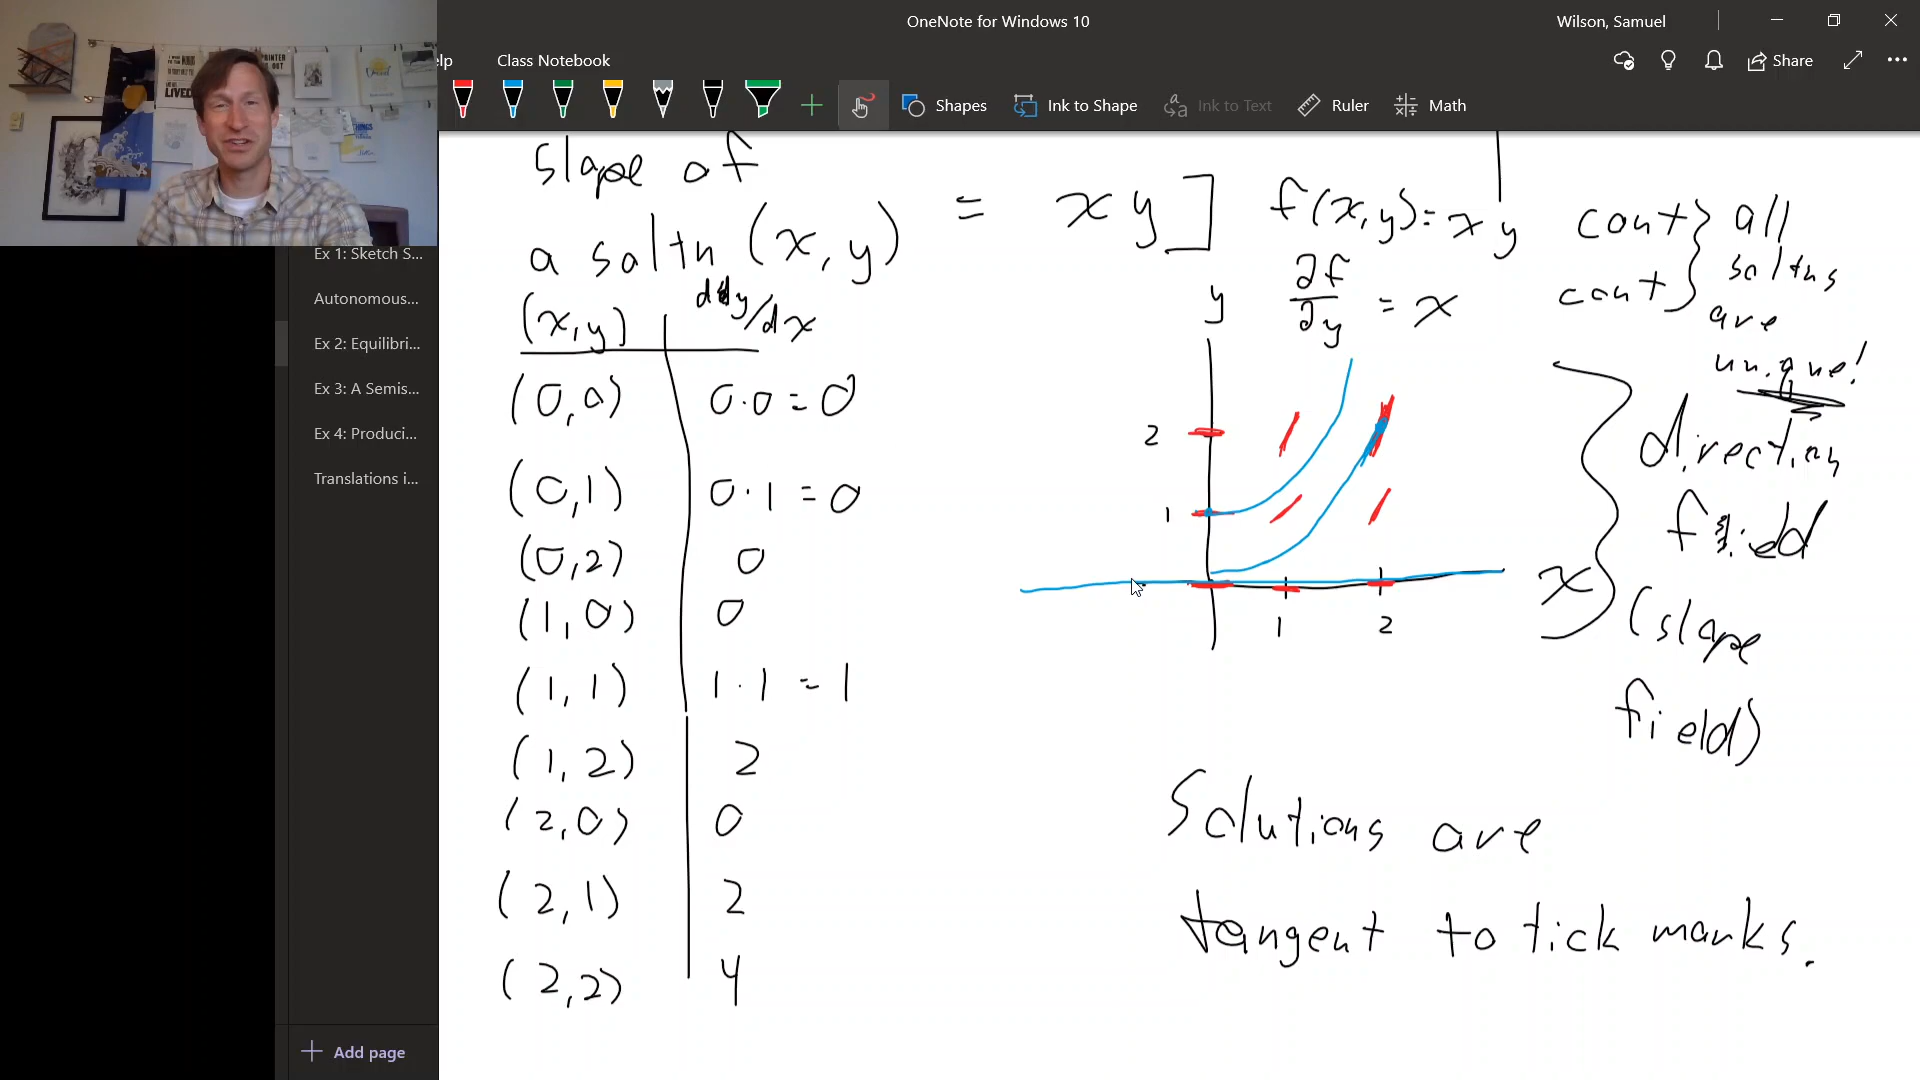 OneNote for Windows 10
Wilson, Samuel
lp
Class Notebook
Share
Shapes
Ink to Shape
Ink to Text
Ruler
Math
Ex 1: Sketch S...
Autonomous...
Ex 2: Equilibri...
Ex 3: A Semis...
Ex 4: Produci...
Translations i...
Add page
LIVED
slope of
a soltn (x, y) = xy]
(x,y) dy/dx
(0,0) 0·0=0
(0,1) 0·1=0
(0,2) 0
(1,0) 0
(1,1) 1·1=1
(1,2) 2
(2,0) 0
(2,1) 2
(2,2) 4
f(x,y)=xy cont } all
∂f/∂y = x cont } soltns
are
unique!
y
2
1
1 2
x
direction
field
(slope
field)
Solutions are
tangent to tick marks.